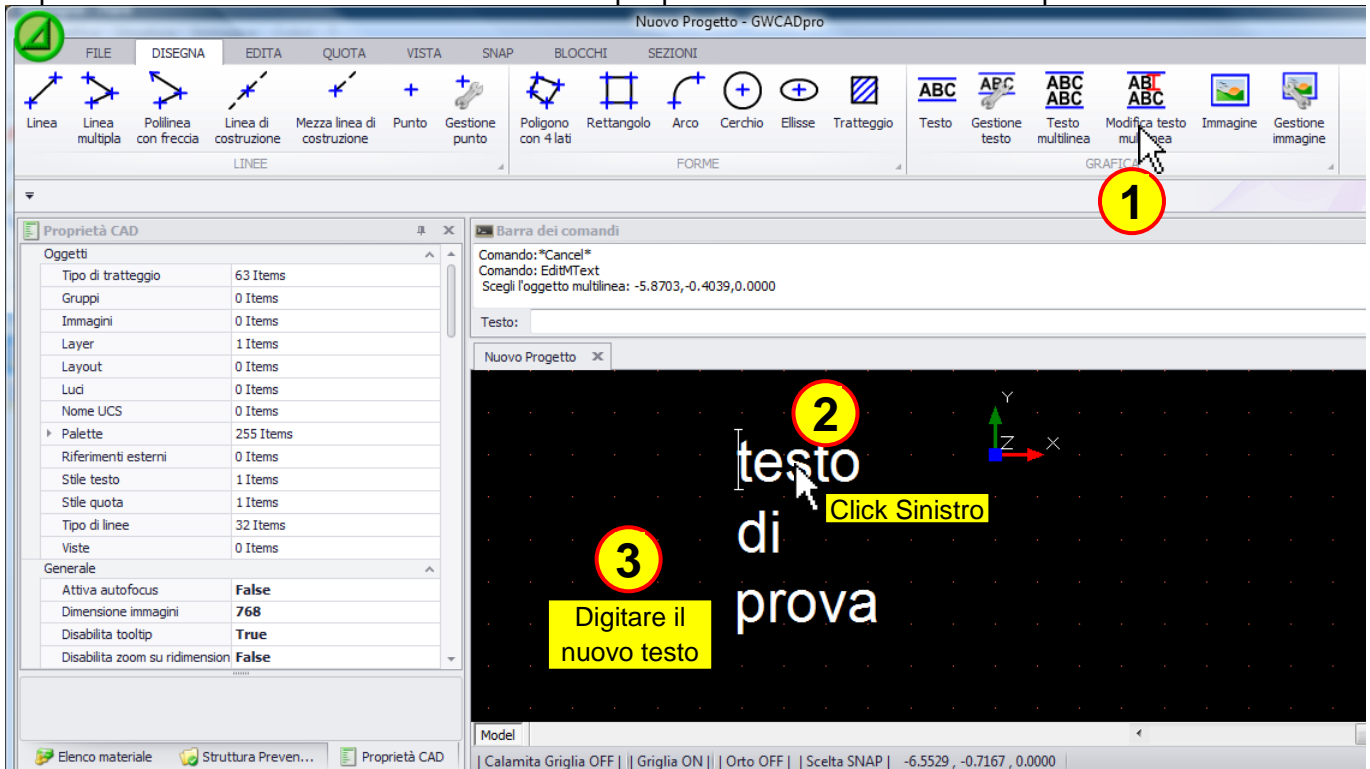 Nuovo Progetto - GWCADpro
FILE DISEGNA EDITA QUOTA VISTA SNAP BLOCCHI SEZIONI
ABC ABC ABC ABC
ABC ABC
Linea Linea multipla Polilinea con freccia Linea di costruzione Mezza linea di costruzione Punto Gestione punto Poligono con 4 lati Rettangolo Arco Cerchio Ellisse Tratteggio Testo Gestione testo Testo multilinea Modifica testo Immagine Gestione immagine
LINEE FORME
1
Proprietà CAD
Oggetti
Tipo di tratteggio 63 Items
Gruppi 0 Items
Immagini 0 Items
Layer 1 Items
Layout 0 Items
Luci 0 Items
Nome UCS 0 Items
Palette 255 Items
Riferimenti esterni 0 Items
Stile testo 1 Items
Stile quota 1 Items
Tipo di linee 32 Items
Viste 0 Items
Generale
Attiva autofocus False
Dimensione immagini 768
Disabilita tooltip True
Disabilita zoom su ridimension False
Elenco materiale Struttura Preven... Proprietà CAD
Barra dei comandi
Comando:*Cancel*
Comando: EditMText
Scegli l'oggetto multilinea: -5.8703,-0.4039,0.0000
Testo:
Nuovo Progetto
2
Y
Z X
testo
Click Sinistro
di
3
Digitare il
nuovo testo
prova
Model
| Calamita Griglia OFF | | Griglia ON | | Orto OFF | | Scelta SNAP | -6.5529 , -0.7167 , 0.0000